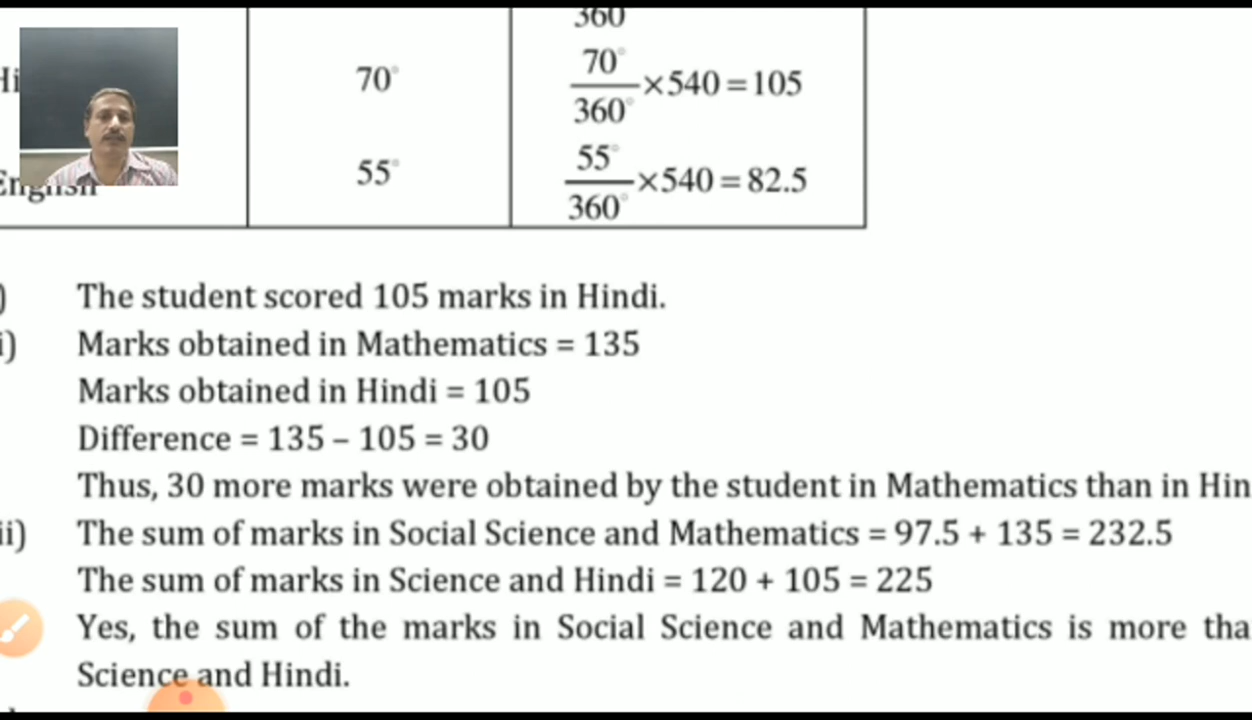 360
Hi 70° 70°/360° ×540 = 105
English 55° 55°/360° ×540 = 82.5
) The student scored 105 marks in Hindi.
i) Marks obtained in Mathematics = 135
Marks obtained in Hindi = 105
Difference = 135 – 105 = 30
Thus, 30 more marks were obtained by the student in Mathematics than in Hin
ii) The sum of marks in Social Science and Mathematics = 97.5 + 135 = 232.5
The sum of marks in Science and Hindi = 120 + 105 = 225
Yes, the sum of the marks in Social Science and Mathematics is more tha
Science and Hindi.